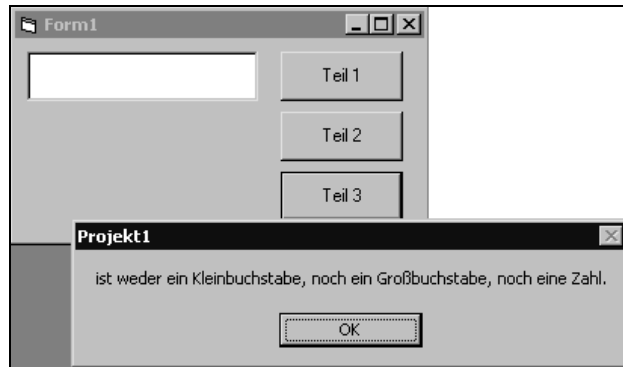 Form1
Teil 1
Teil 2
Teil 3
Projekt1
ist weder ein Kleinbuchstabe, noch ein Großbuchstabe, noch eine Zahl.
OK